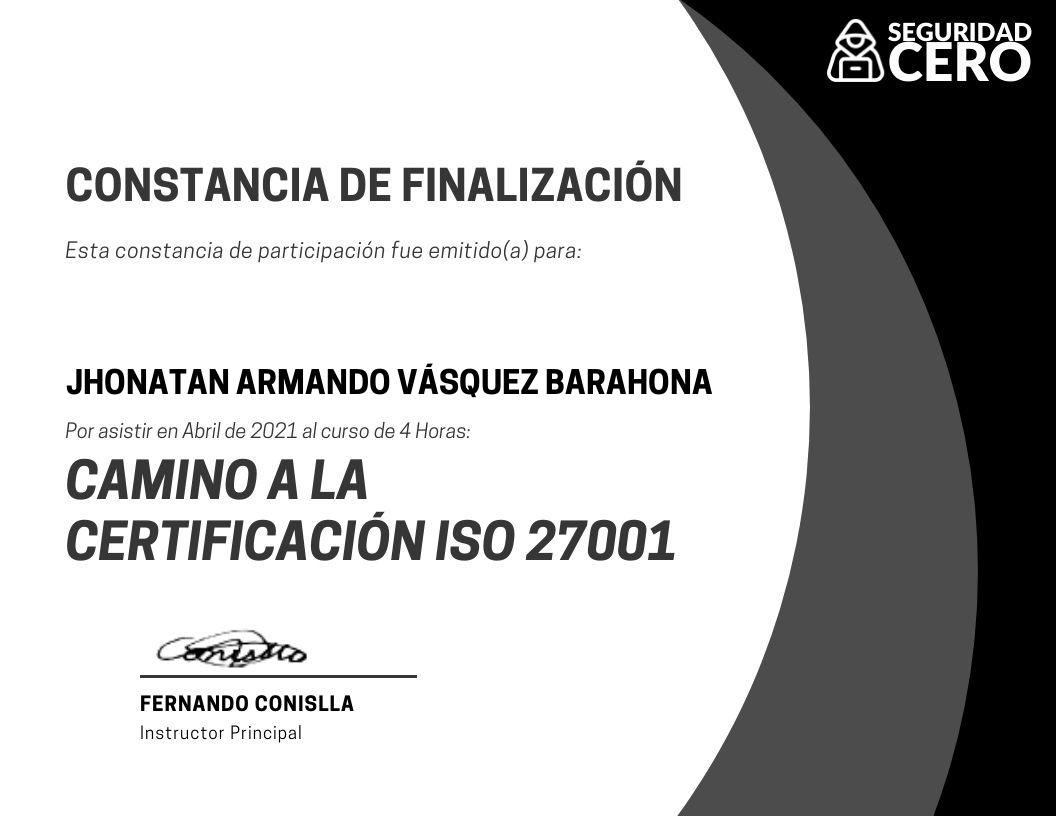 SEGURIDAD
CERO
CONSTANCIA DE FINALIZACIÓN
Esta constancia de participación fue emitido(a) para:
JHONATAN ARMANDO VÁSQUEZ BARAHONA
Por asistir en Abril de 2021 al curso de 4 Horas:
CAMINO A LA
CERTIFICACIÓN ISO 27001
Conislla
FERNANDO CONISLLA
Instructor Principal